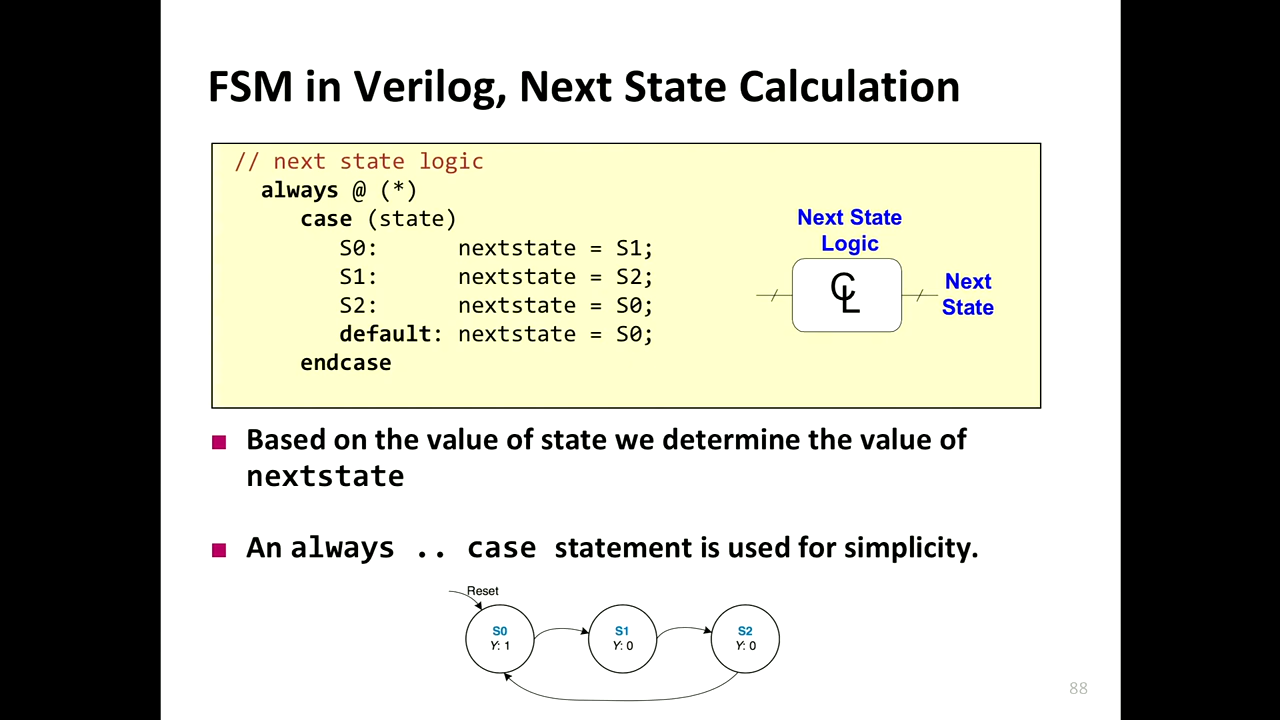 FSM in Verilog, Next State Calculation
// next state logic
always @ (*)
case (state)
S0: nextstate = S1;
S1: nextstate = S2;
S2: nextstate = S0;
default: nextstate = S0;
endcase
Next State
Logic
CL
Next
State
Based on the value of state we determine the value of
nextstate
An always .. case statement is used for simplicity.
Reset
S0
Y: 1
S1
Y: 0
S2
Y: 0
88